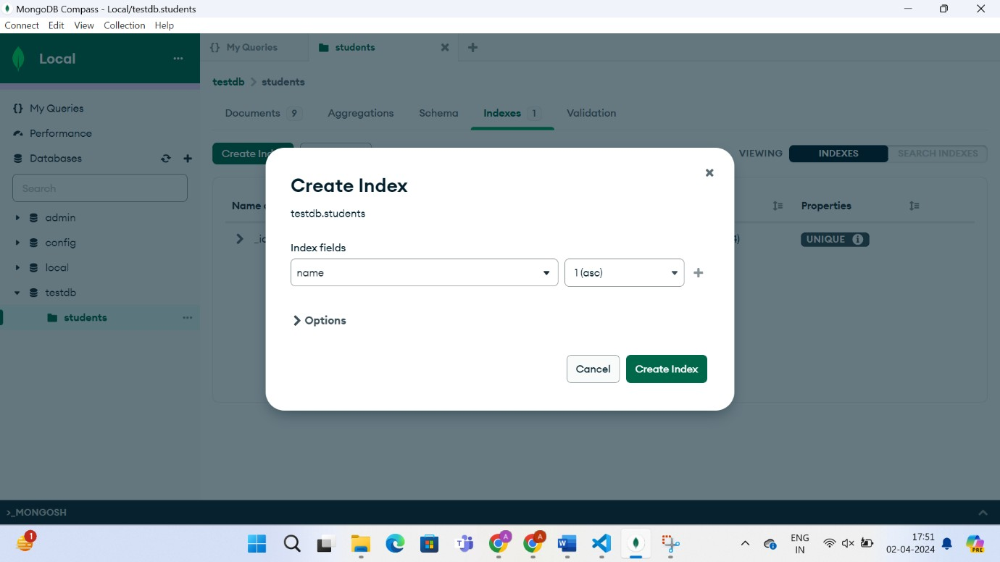 MongoDB Compass - Local/testdb.students
Connect Edit View Collection Help
Local
{} My Queries
students
testdb > students
My Queries
Performance
Databases
Search
admin
config
local
testdb
students
Documents 9 Aggregations Schema Indexes 1 Validation
VIEWING INDEXES SEARCH INDEXES
Name
Properties
UNIQUE
Create Index
testdb.students
Index fields
name 1 (asc)
Options
Cancel Create Index
>_MONGOSH
1
A
A
ENG
IN
17:51
02-04-2024
PRE